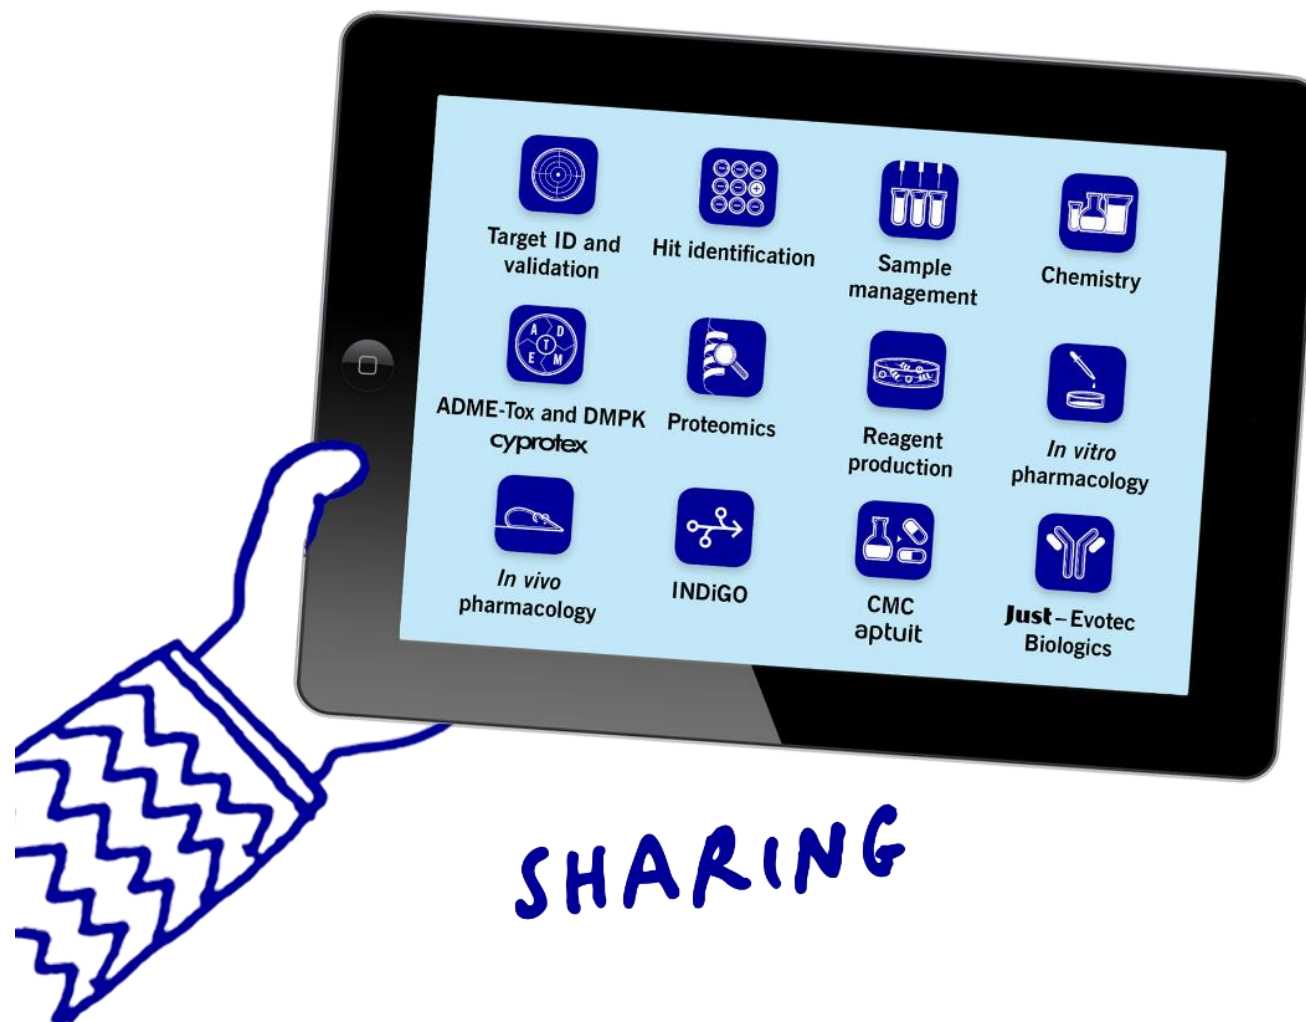 Target ID and
validation
Hit identification
Sample
management
Chemistry
A D
T
E M
ADME-Tox and DMPK
cyprotex
Proteomics
Reagent
production
In vitro
pharmacology
In vivo
pharmacology
INDiGO
CMC
aptuit
Just – Evotec
Biologics
SHARING